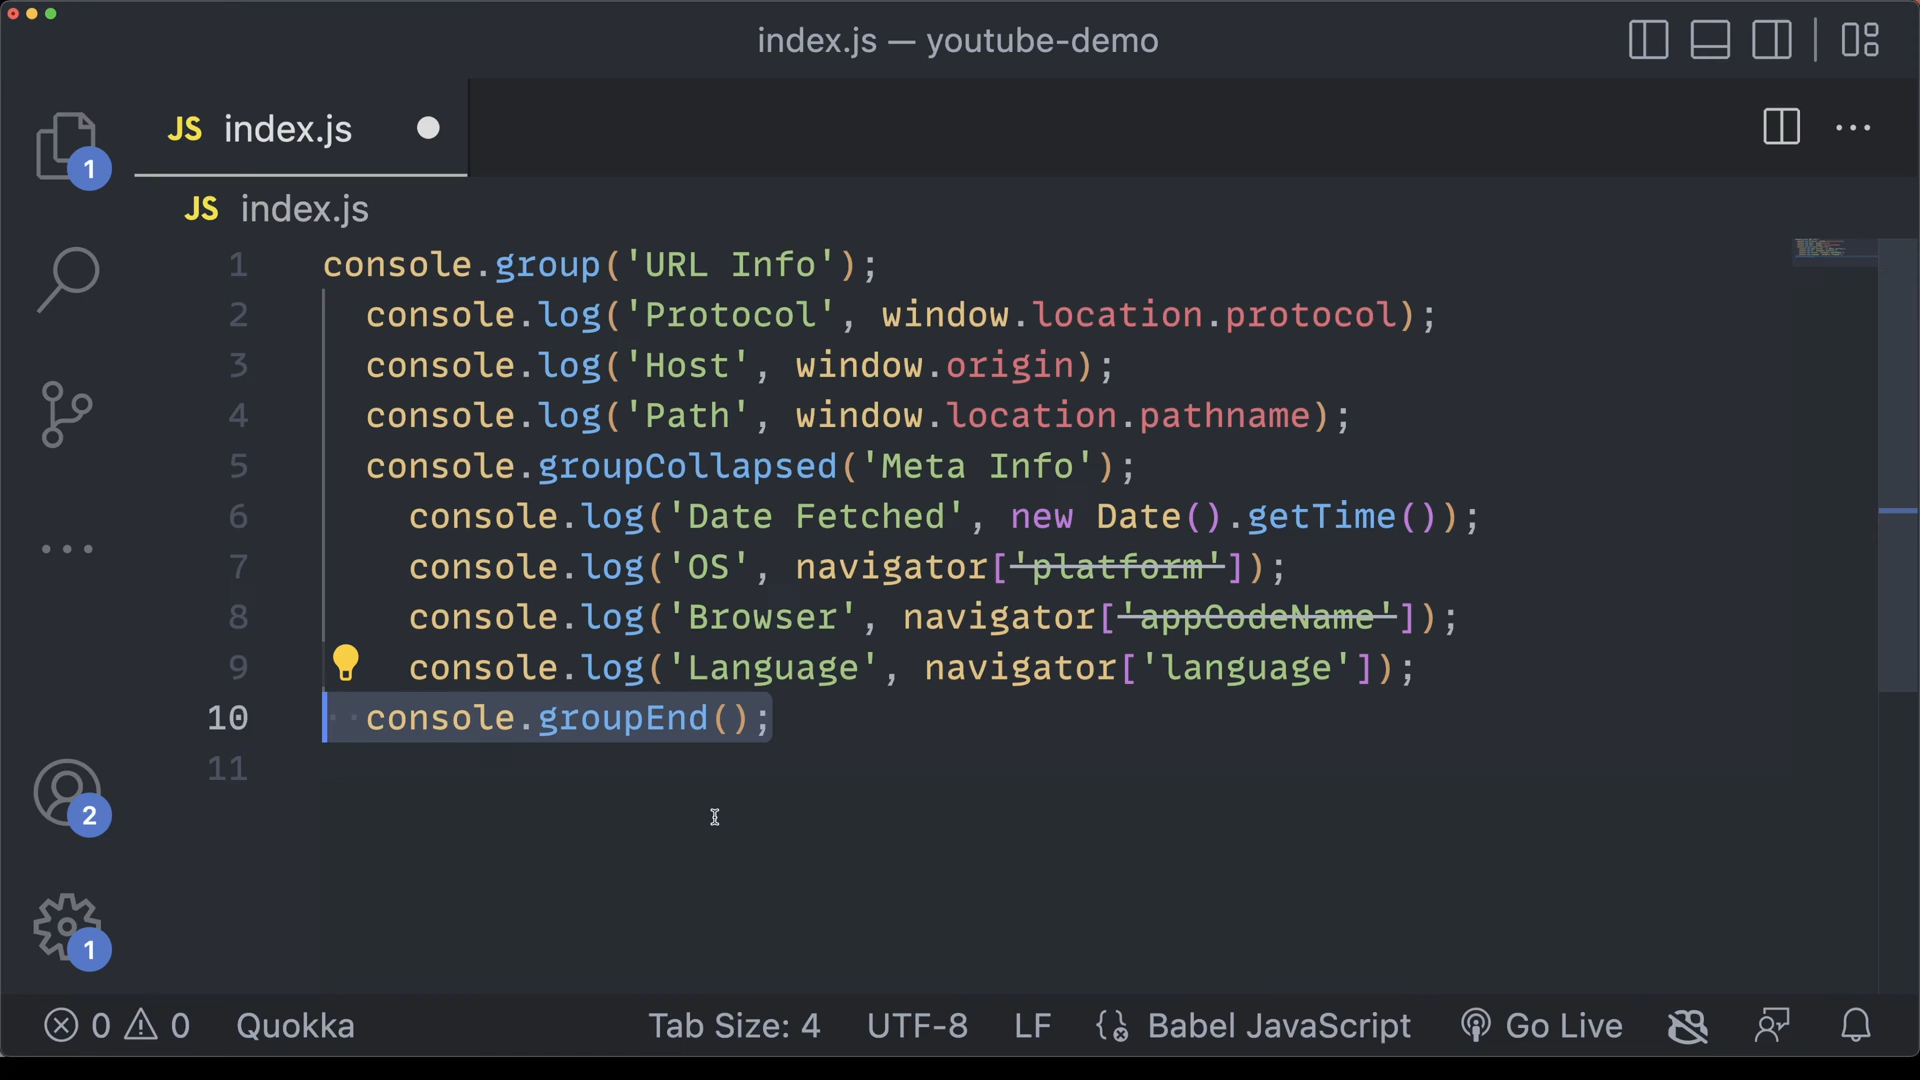 index.js — youtube-demo
JS index.js
1
JS index.js
1 console.group('URL Info');
2 console.log('Protocol', window.location.protocol);
3 console.log('Host', window.origin);
4 console.log('Path', window.location.pathname);
5 console.groupCollapsed('Meta Info');
6 console.log('Date Fetched', new Date().getTime());
7 console.log('OS', navigator['platform']);
8 console.log('Browser', navigator['appCodeName']);
9 console.log('Language', navigator['language']);
10 console.groupEnd();
11
2
1
0 0 Quokka Tab Size: 4 UTF-8 LF Babel JavaScript Go Live